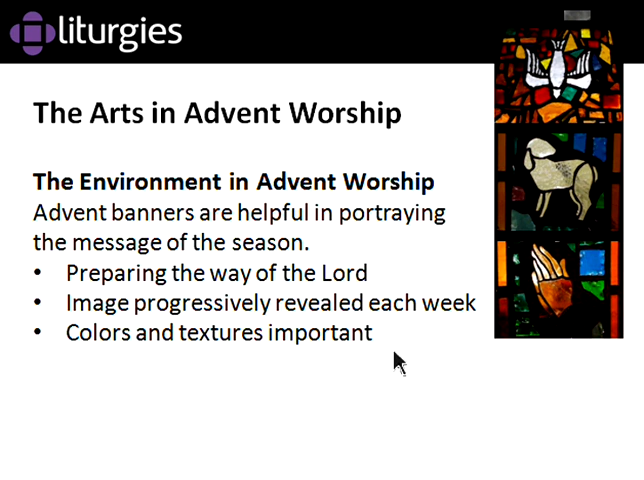 liturgies
The Arts in Advent Worship
The Environment in Advent Worship
Advent banners are helpful in portraying
the message of the season.
• Preparing the way of the Lord
• Image progressively revealed each week
• Colors and textures important